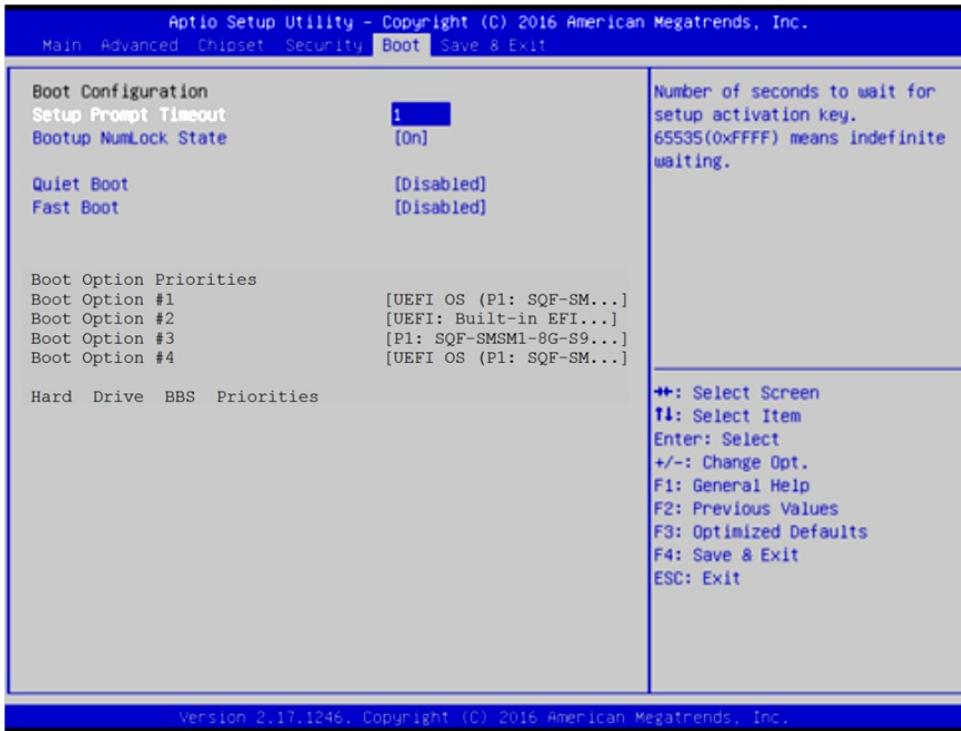 Aptio Setup Utility - Copyright (C) 2016 American Megatrends, Inc.
Main Advanced Chipset Security Boot Save & Exit
Boot Configuration
Setup Prompt Timeout 1
Bootup NumLock State [On]
Quiet Boot [Disabled]
Fast Boot [Disabled]
Boot Option Priorities
Boot Option #1 [UEFI OS (P1: SQF-SM...]
Boot Option #2 [UEFI: Built-in EFI...]
Boot Option #3 [P1: SQF-SMSM1-8G-S9...]
Boot Option #4 [UEFI OS (P1: SQF-SM...]
Hard Drive BBS Priorities
Number of seconds to wait for
setup activation key.
65535(0xFFFF) means indefinite
waiting.
→←: Select Screen
↑↓: Select Item
Enter: Select
+/-: Change Opt.
F1: General Help
F2: Previous Values
F3: Optimized Defaults
F4: Save & Exit
ESC: Exit
Version 2.17.1246. Copyright (C) 2016 American Megatrends, Inc.